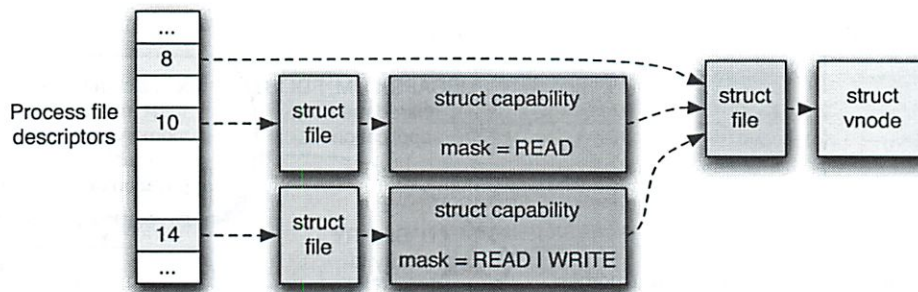 ...
8
Process file
descriptors
10
14
...
struct
file
struct capability
mask = READ
struct
file
struct capability
mask = READ | WRITE
struct
file
struct
vnode